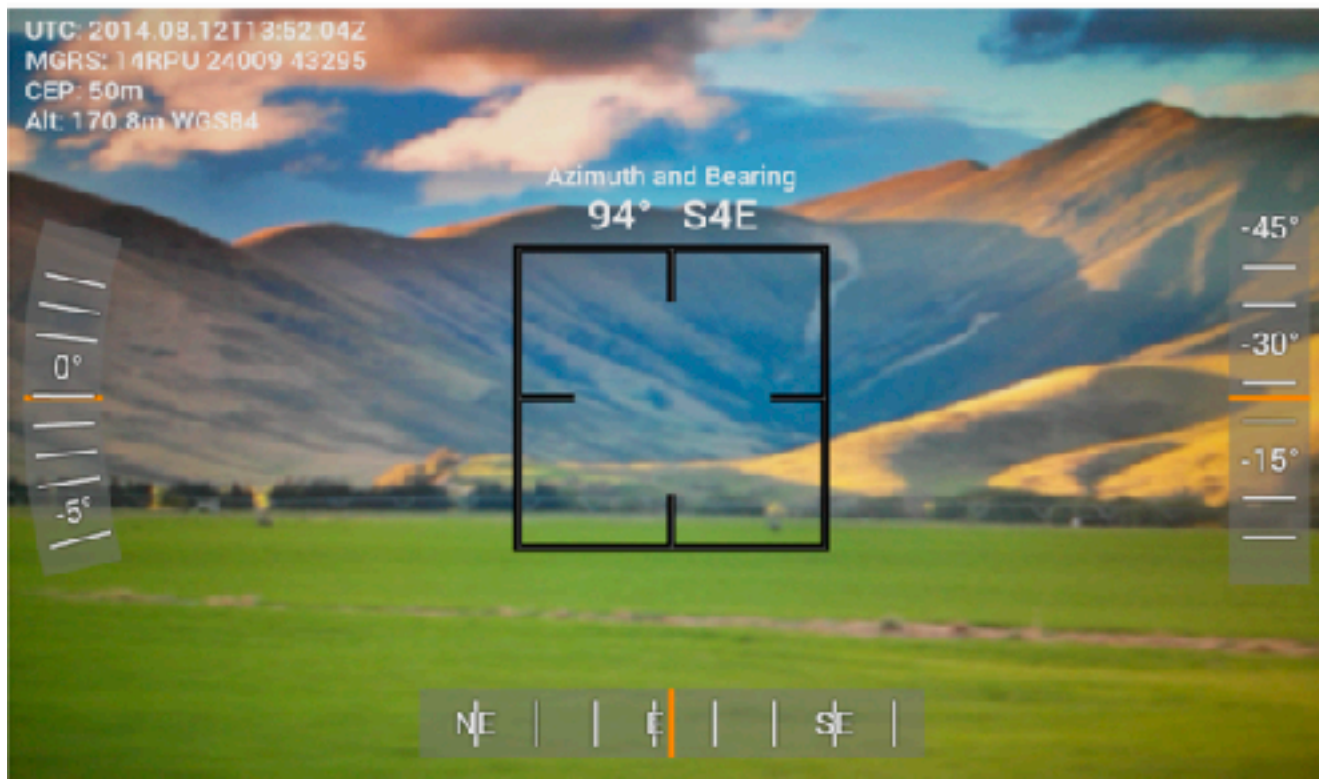 UTC: 2014.08.12T13:52:04Z
MGRS: 14RPU 24009 43295
CEP: 50m
Alt: 170.8m WGS84
Azimuth and Bearing
94° S4E
-45°
-30°
-15°
0°
-5°
NE E SE